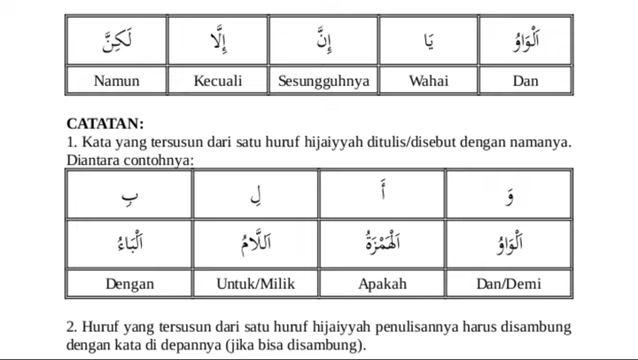 لَكِنَّ إِلَّا إِنَّ يَا اَلْوَاوُ
Namun Kecuali Sesungguhnya Wahai Dan
CATATAN:
1. Kata yang tersusun dari satu huruf hijaiyyah ditulis/disebut dengan namanya.
Diantara contohnya:
بِ لِ أَ وَ
اَلْبَاءُ اَللَّامُ اَلْهَمْزَةُ اَلْوَاوُ
Dengan Untuk/Milik Apakah Dan/Demi
2. Huruf yang tersusun dari satu huruf hijaiyyah penulisannya harus disambung
dengan kata di depannya (jika bisa disambung).